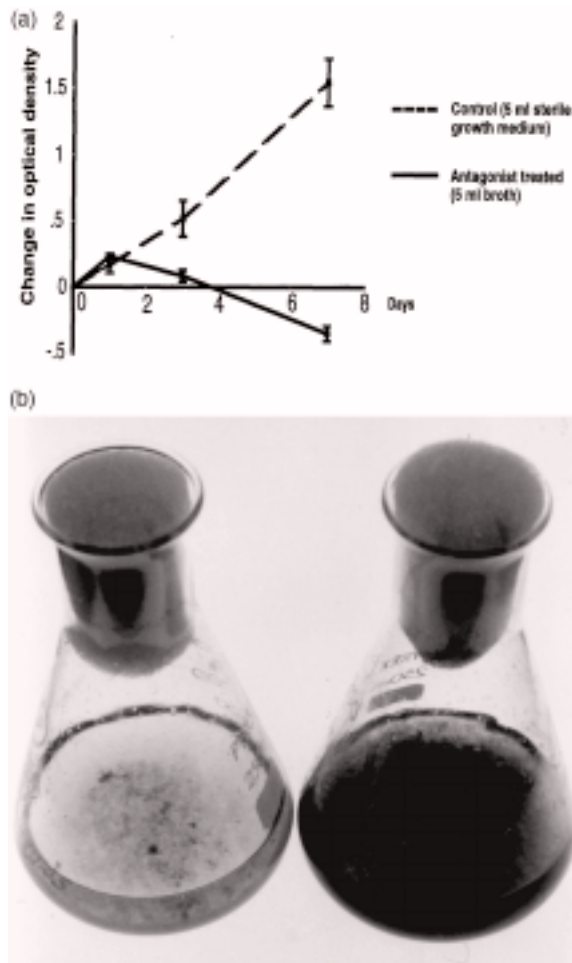 (a)
Change in optical density
2
1.5
1
.5
0
-.5
0 2 4 6 8
Days
Control (5 ml sterile
growth medium)
Antagonist treated
(5 ml broth)
(b)